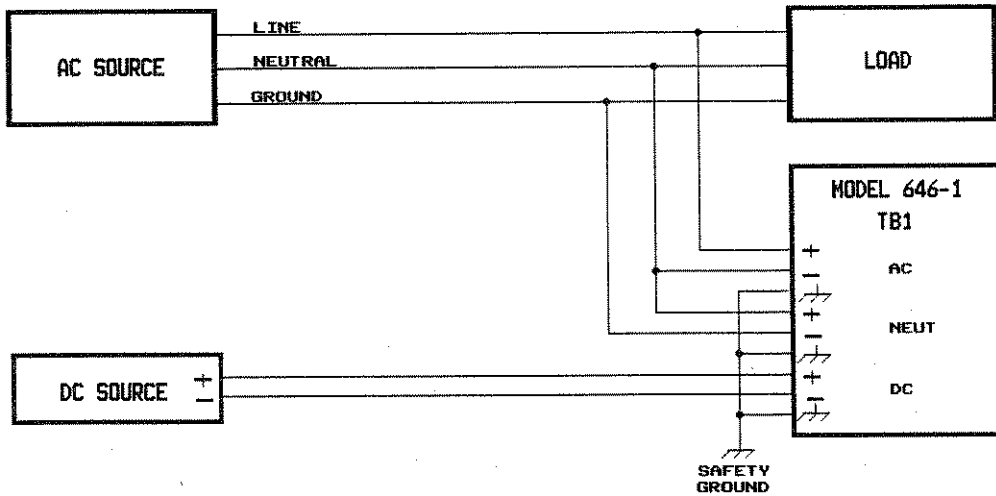 LINE
AC SOURCE
NEUTRAL
GROUND
LOAD
MODEL 646-1
TB1
+
AC
−
+
NEUT
−
DC SOURCE
+
−
+
DC
−
SAFETY
GROUND